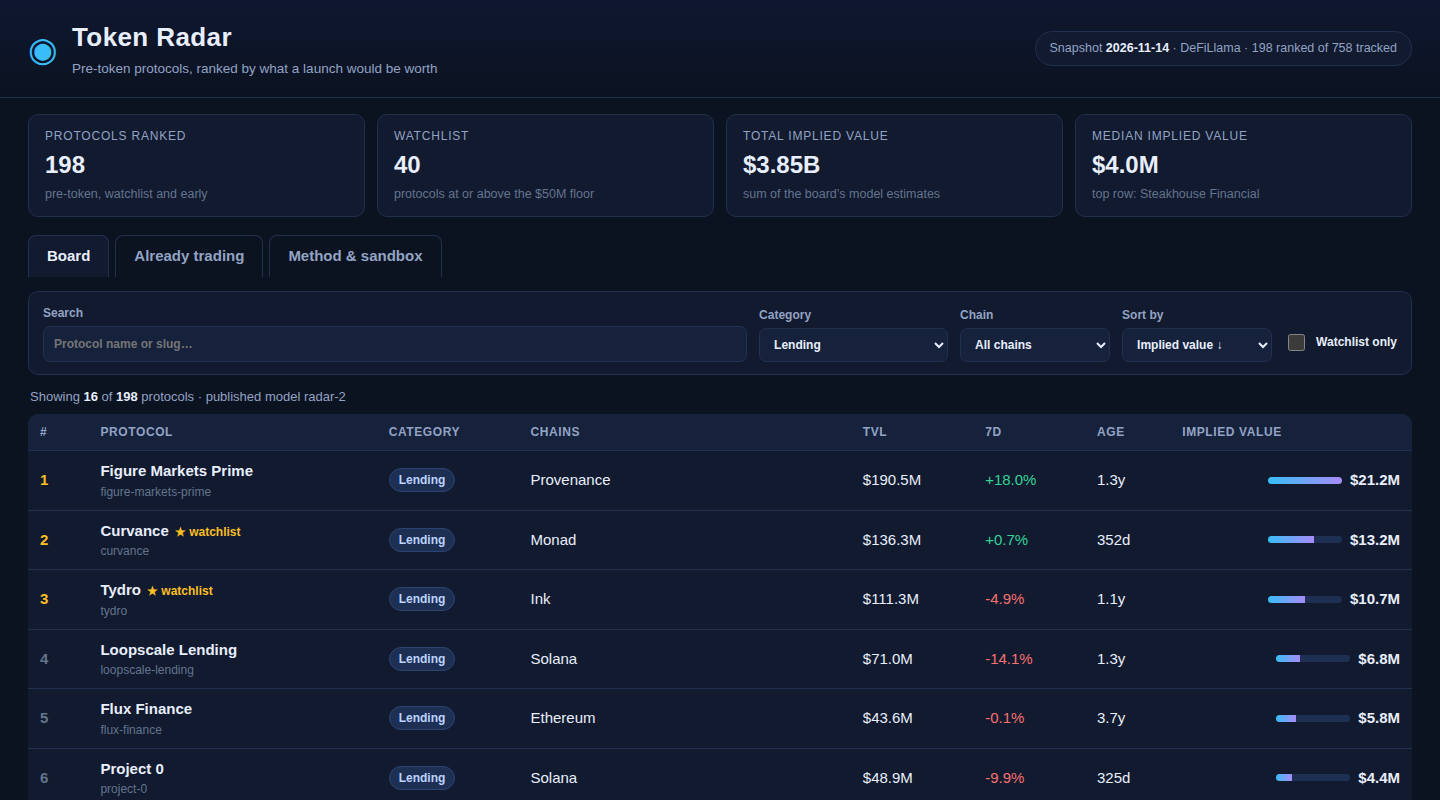 Token Radar
Pre-token protocols, ranked by what a launch would be worth
Snapshot 2026-11-14 · DeFiLlama · 198 ranked of 758 tracked
PROTOCOLS RANKED
198
pre-token, watchlist and early
WATCHLIST
40
protocols at or above the $50M floor
TOTAL IMPLIED VALUE
$3.85B
sum of the board's model estimates
MEDIAN IMPLIED VALUE
$4.0M
top row: Steakhouse Financial
Board
Already trading
Method & sandbox
Search
Protocol name or slug…
Category
Lending
Chain
All chains
Sort by
Implied value ↓
Watchlist only
Showing 16 of 198 protocols · published model radar-2
# PROTOCOL CATEGORY CHAINS TVL 7D AGE IMPLIED VALUE
1 Figure Markets Prime Lending Provenance $190.5M +18.0% 1.3y $21.2M
figure-markets-prime
2 Curvance ★ watchlist Lending Monad $136.3M +0.7% 352d $13.2M
curvance
3 Tydro ★ watchlist Lending Ink $111.3M -4.9% 1.1y $10.7M
tydro
4 Loopscale Lending Lending Solana $71.0M -14.1% 1.3y $6.8M
loopscale-lending
5 Flux Finance Lending Ethereum $43.6M -0.1% 3.7y $5.8M
flux-finance
6 Project 0 Lending Solana $48.9M -9.9% 325d $4.4M
project-0